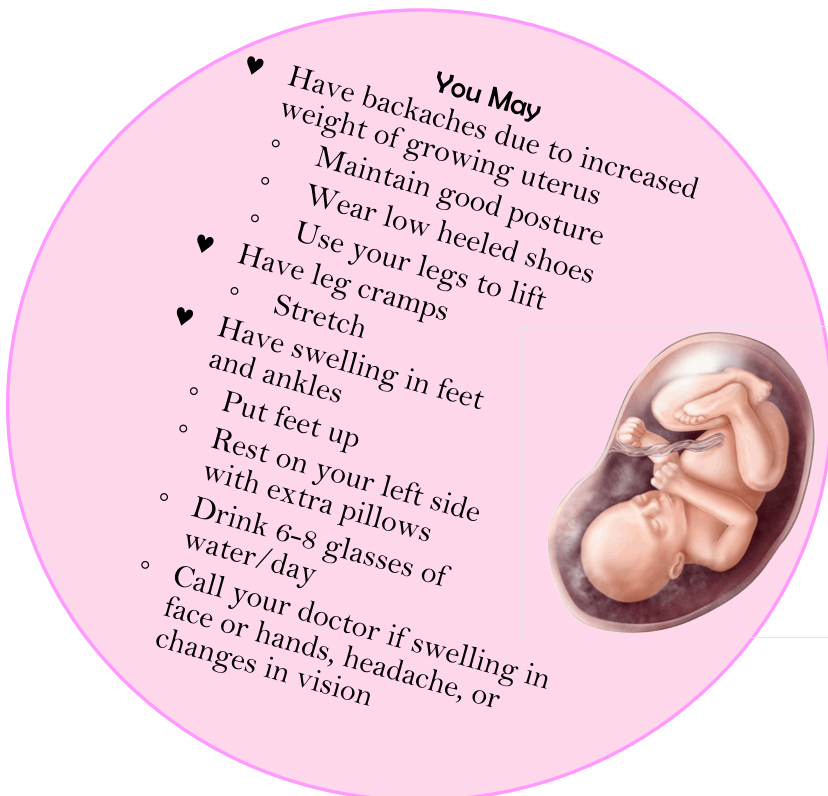 You May
♥ Have backaches due to increased
weight of growing uterus
○ Maintain good posture
○ Wear low heeled shoes
○ Use your legs to lift
♥ Have leg cramps
○ Stretch
♥ Have swelling in feet
and ankles
○ Put feet up
○ Rest on your left side
with extra pillows
○ Drink 6-8 glasses of
water/day
○ Call your doctor if swelling in
face or hands, headache, or
changes in vision